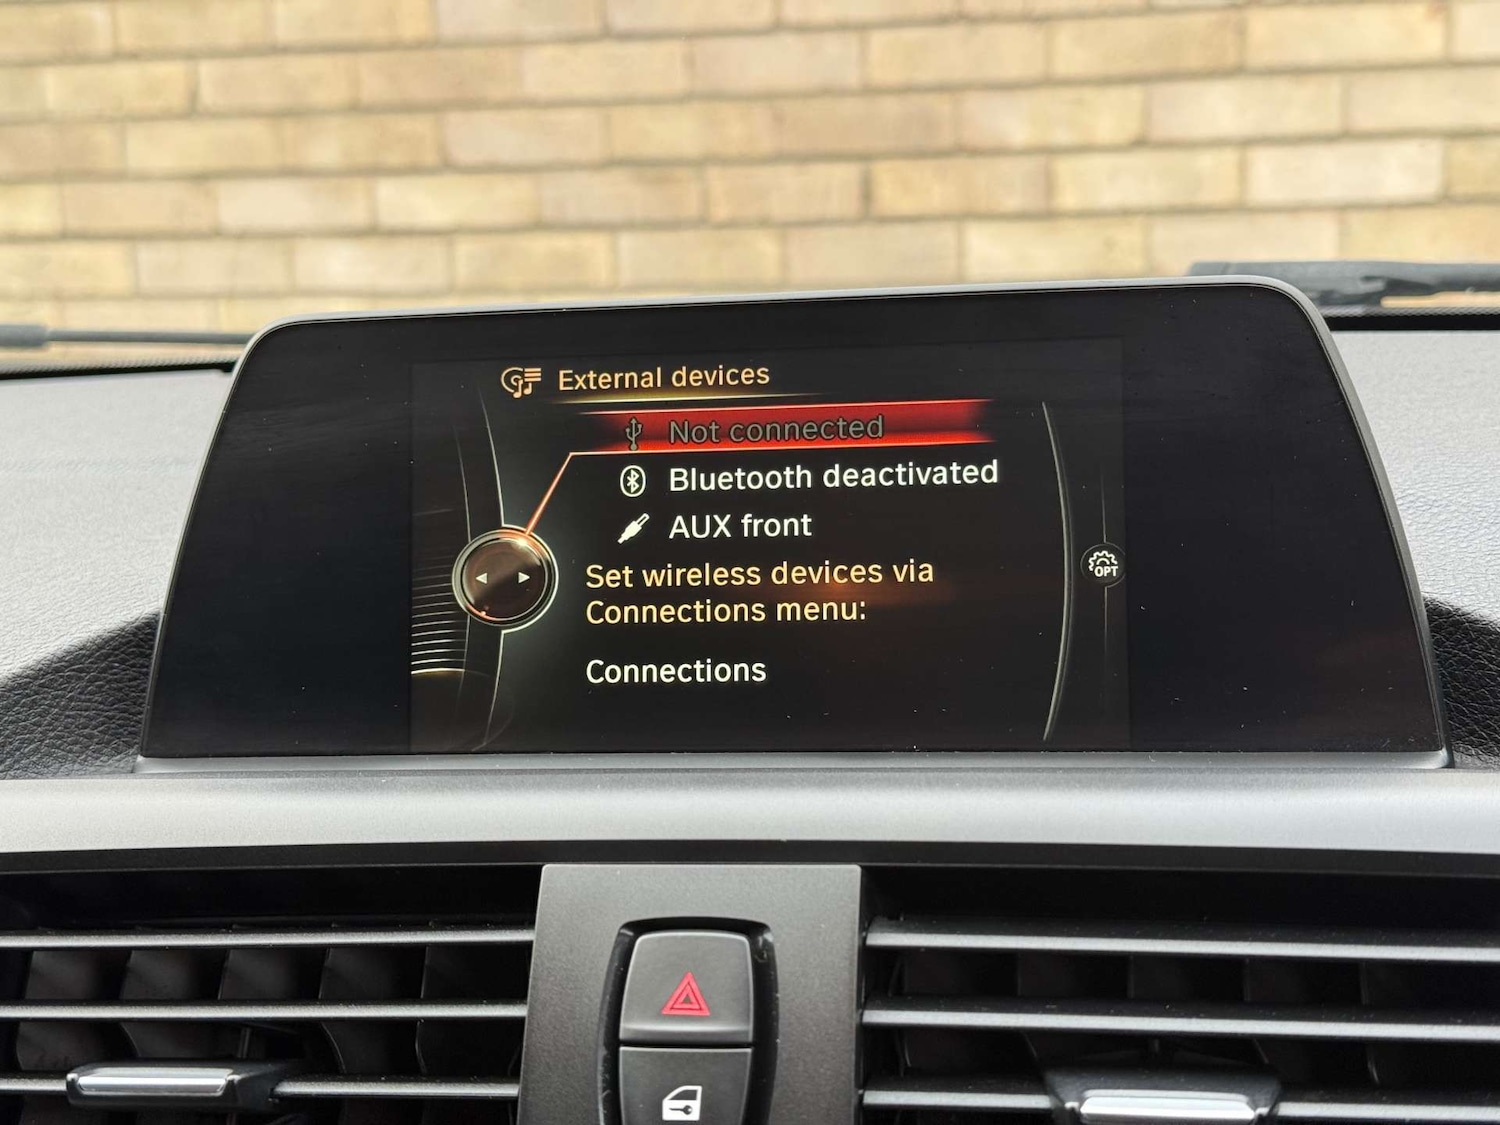 External devices
Not connected
Bluetooth deactivated
AUX front
Set wireless devices via
Connections menu:
Connections
OPT